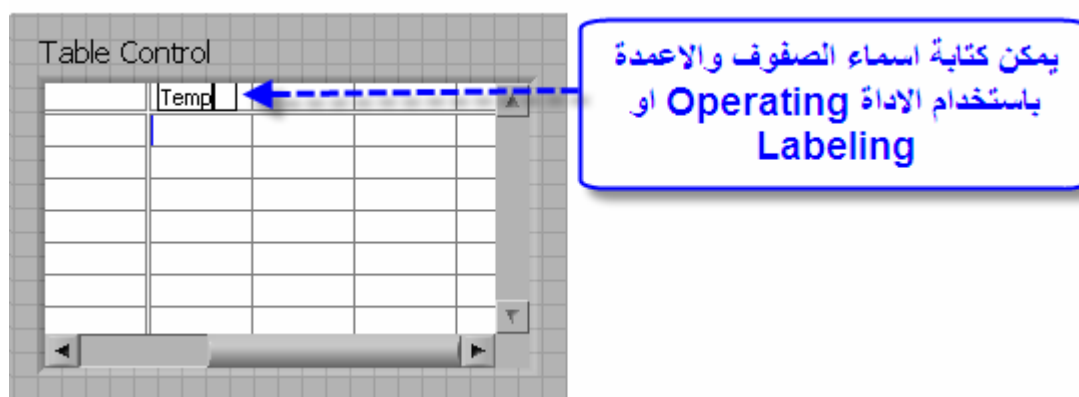 Table Control
Temp
يمكن كتابة اسماء الصفوف والاعمدة
باستخدام الاداة Operating او
Labeling